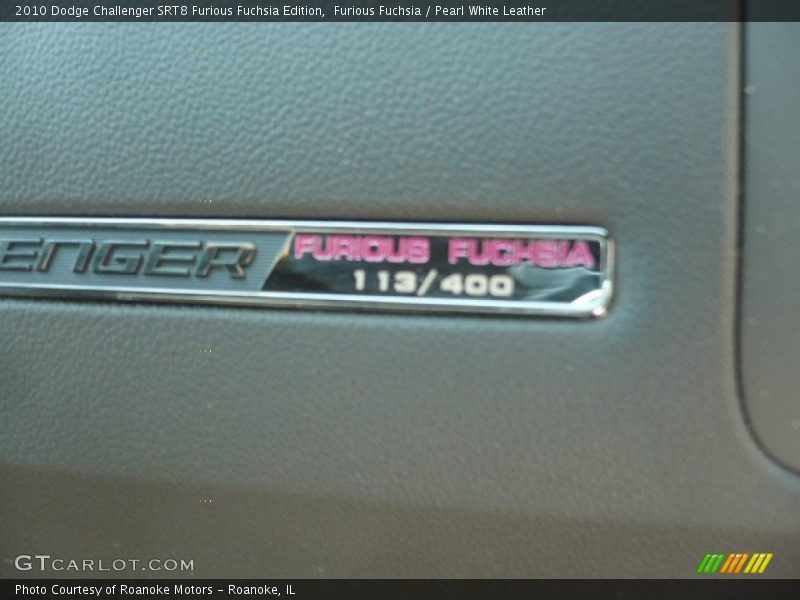 2010 Dodge Challenger SRT8 Furious Fuchsia Edition,  Furious Fuchsia / Pearl White Leather
ENGER
FURIOUS FUCHSIA
113/400
GTCARLOT.COM
Photo Courtesy of Roanoke Motors - Roanoke, IL